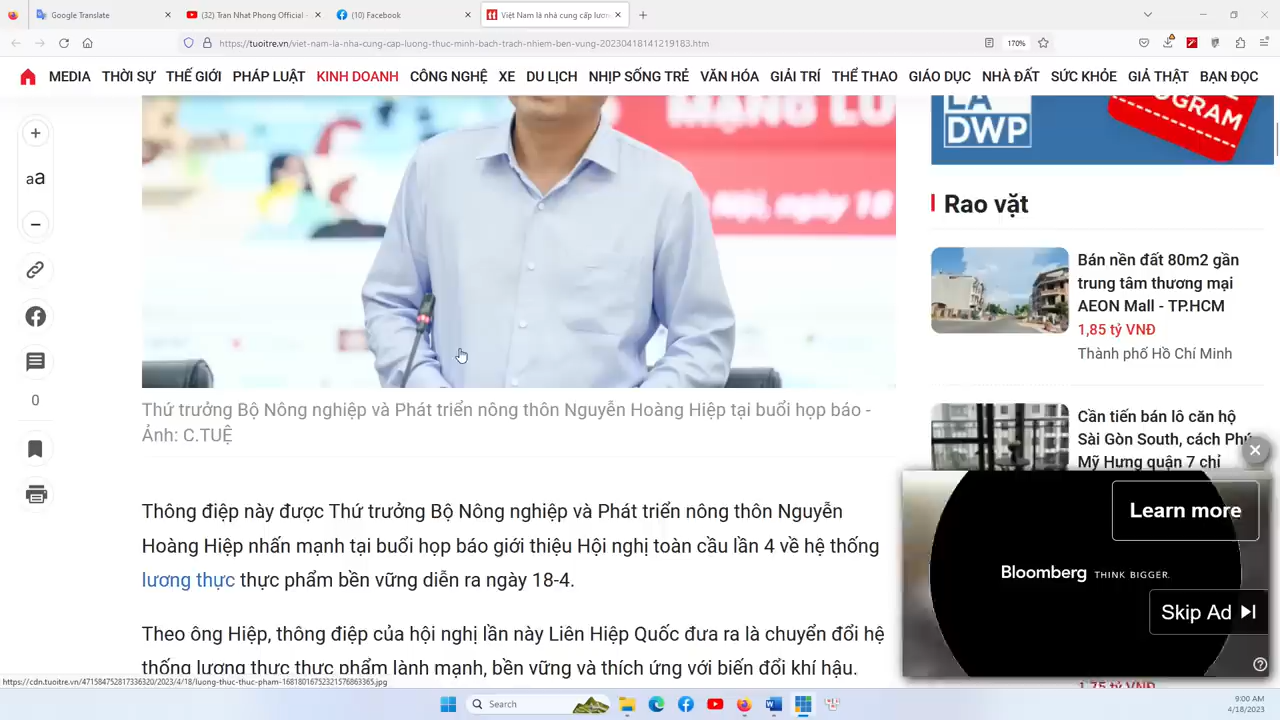 Google Translate
(32) Tran Nhat Phong Official -
(10) Facebook
Việt Nam là nhà cung cấp lươn
https://tuoitre.vn/viet-nam-la-nha-cung-cap-luong-thuc-minh-bach-trach-nhiem-ben-vung-20230418141219183.htm
170%
MEDIA THỜI SỰ THẾ GIỚI PHÁP LUẬT KINH DOANH CÔNG NGHỆ XE DU LỊCH NHỊP SỐNG TRẺ VĂN HÓA GIẢI TRÍ THỂ THAO GIÁO DỤC NHÀ ĐẤT SỨC KHỎE GIẢ THẬT BẠN ĐỌC
aA
0
MẠNG LƯ
ngày 18
LA
DWP
OGRAM
Thứ trưởng Bộ Nông nghiệp và Phát triển nông thôn Nguyễn Hoàng Hiệp tại buổi họp báo -
Ảnh: C.TUỆ
Thông điệp này được Thứ trưởng Bộ Nông nghiệp và Phát triển nông thôn Nguyễn
Hoàng Hiệp nhấn mạnh tại buổi họp báo giới thiệu Hội nghị toàn cầu lần 4 về hệ thống
lương thực thực phẩm bền vững diễn ra ngày 18-4.
Theo ông Hiệp, thông điệp của hội nghị lần này Liên Hiệp Quốc đưa ra là chuyển đổi hệ
thống lương thực thực phẩm lành mạnh, bền vững và thích ứng với biến đổi khí hậu.
Rao vặt
Bán nền đất 80m2 gần
trung tâm thương mại
AEON Mall - TP.HCM
1,85 tỷ VNĐ
Thành phố Hồ Chí Minh
Cần tiền bán lô căn hộ
Sài Gòn South, cách Phú
Mỹ Hưng quận 7 chỉ
Learn more
Bloomberg THINK BIGGER.
Skip Ad
1,75 tỷ VNĐ
https://cdn.tuoitre.vn/471584752817336320/2023/4/18/luong-thuc-thuc-pham-16818016752321576863365.jpg
Search
9:00 AM
4/18/2023